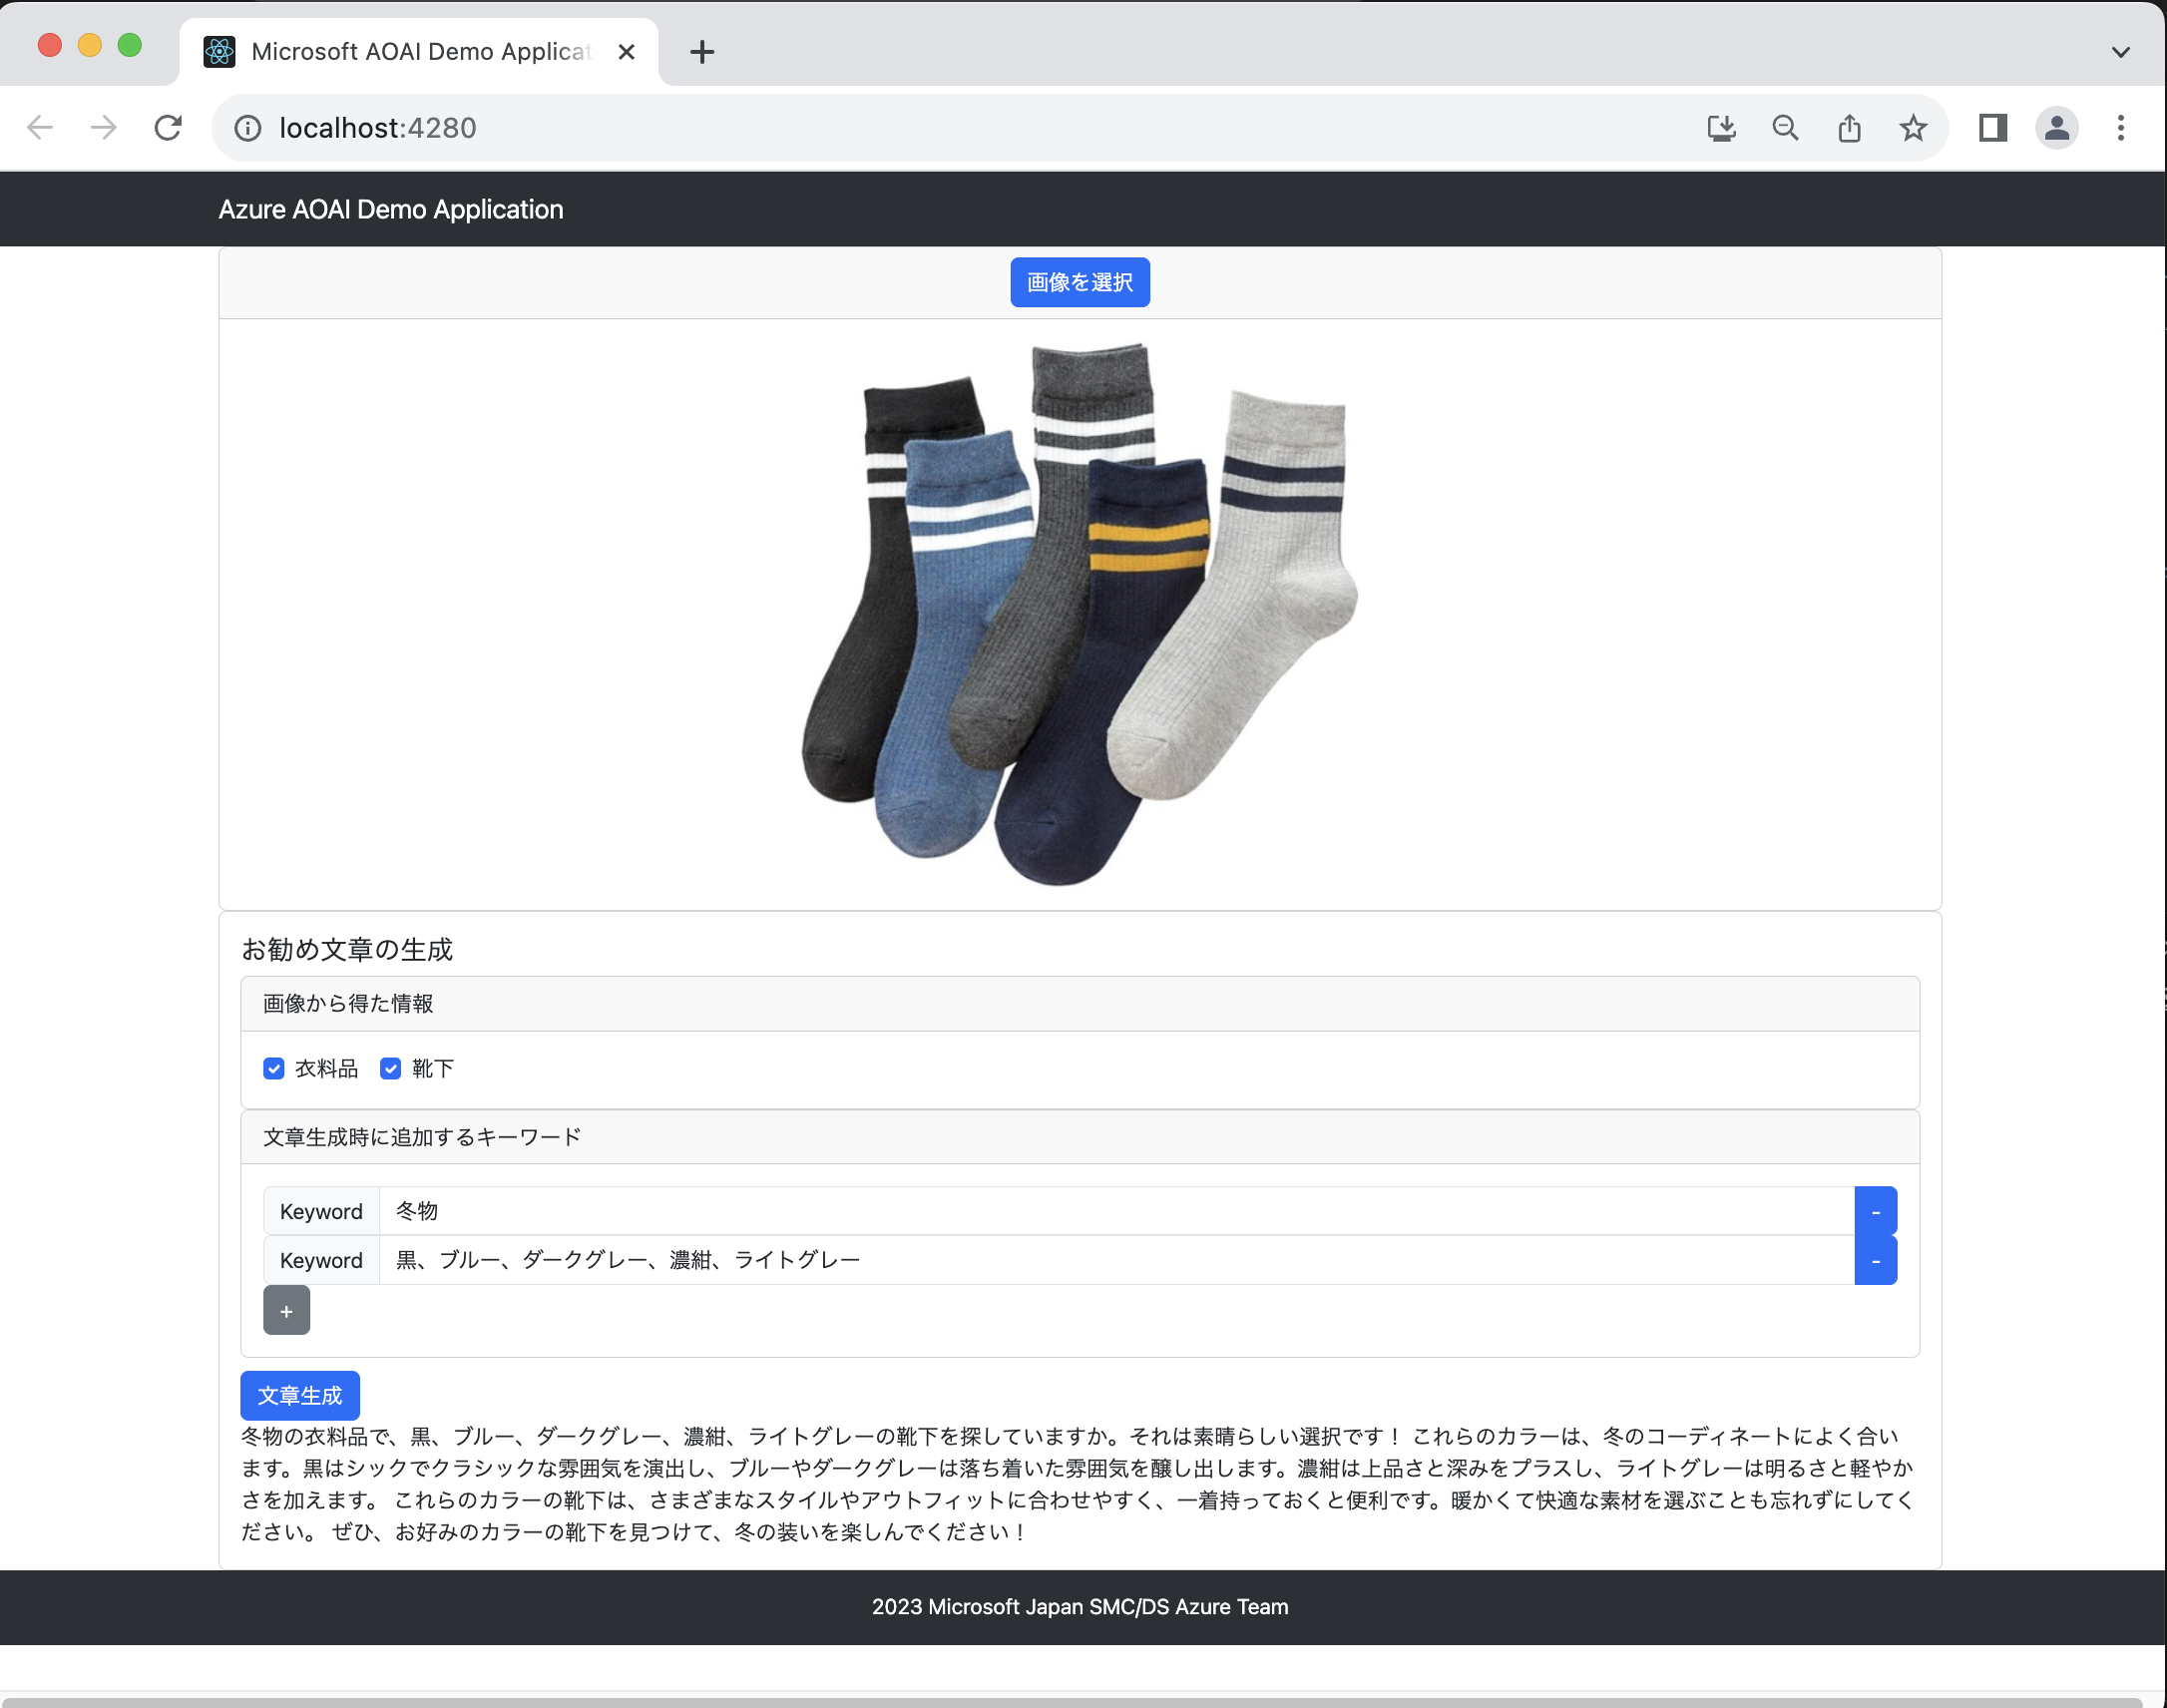 Microsoft AOAI Demo Applicat
localhost:4280
Azure AOAI Demo Application
画像を選択
お勧め文章の生成
画像から得た情報
衣料品 靴下
文章生成時に追加するキーワード
Keyword 冬物 -
Keyword 黒、ブルー、ダークグレー、濃紺、ライトグレー -
+
文章生成
冬物の衣料品で、黒、ブルー、ダークグレー、濃紺、ライトグレーの靴下を探していますか。それは素晴らしい選択です！ これらのカラーは、冬のコーディネートによく合い
ます。黒はシックでクラシックな雰囲気を演出し、ブルーやダークグレーは落ち着いた雰囲気を醸し出します。濃紺は上品さと深みをプラスし、ライトグレーは明るさと軽やか
さを加えます。 これらのカラーの靴下は、さまざまなスタイルやアウトフィットに合わせやすく、一着持っておくと便利です。暖かくて快適な素材を選ぶことも忘れずにしてく
ださい。 ぜひ、お好みのカラーの靴下を見つけて、冬の装いを楽しんでください！
2023 Microsoft Japan SMC/DS Azure Team